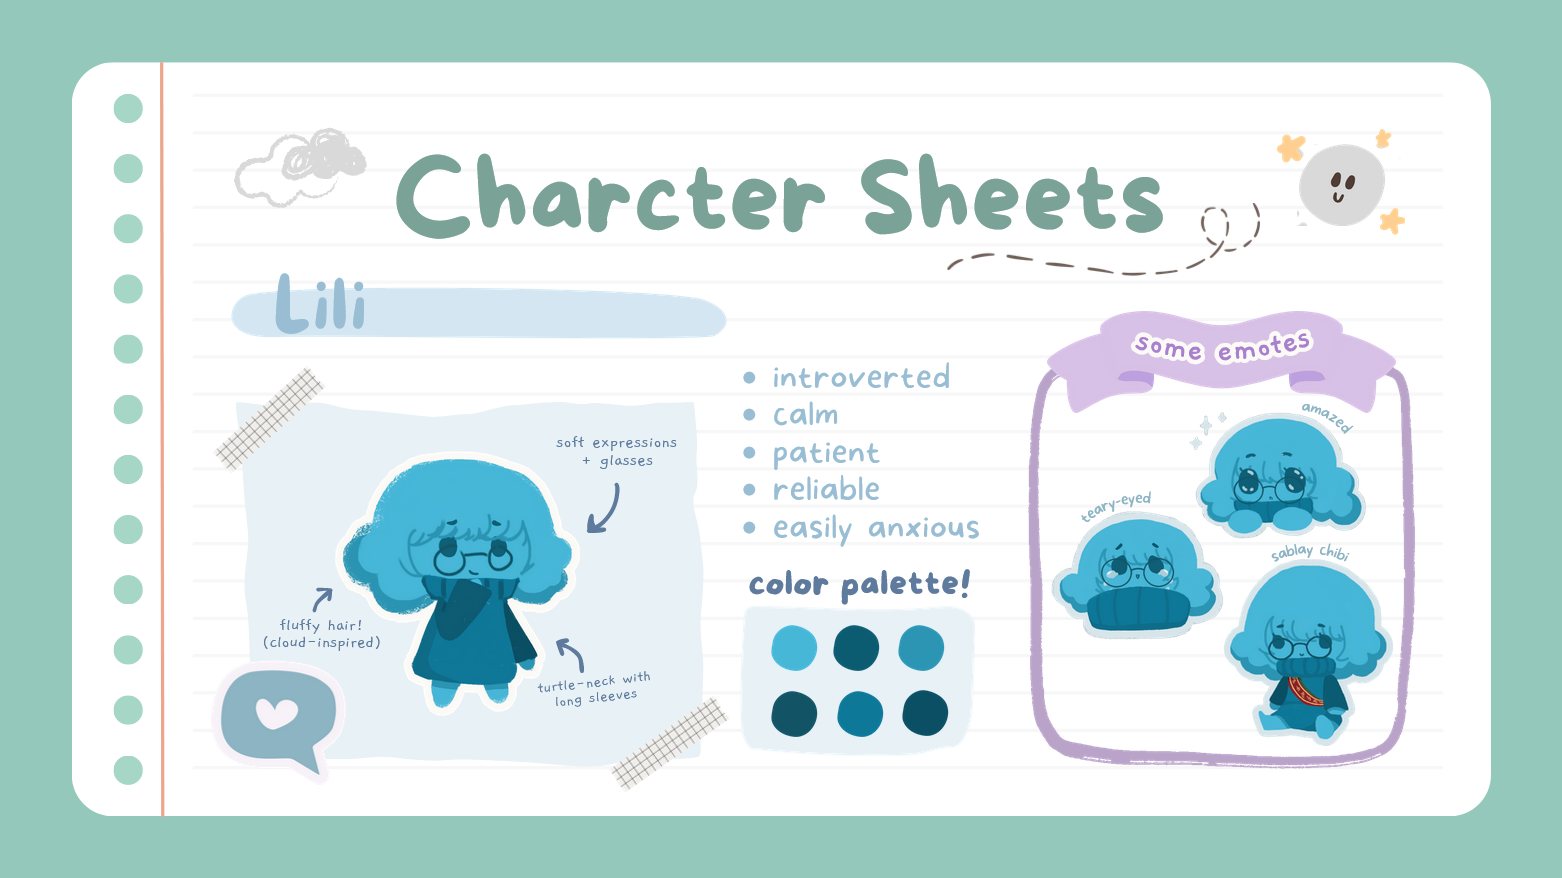 Charcter Sheets
Lili
soft expressions
+ glasses
fluffy hair!
(cloud-inspired)
turtle-neck with
long sleeves
• introverted
• calm
• patient
• reliable
• easily anxious
color palette!
some emotes
amazed
teary-eyed
sablay chibi